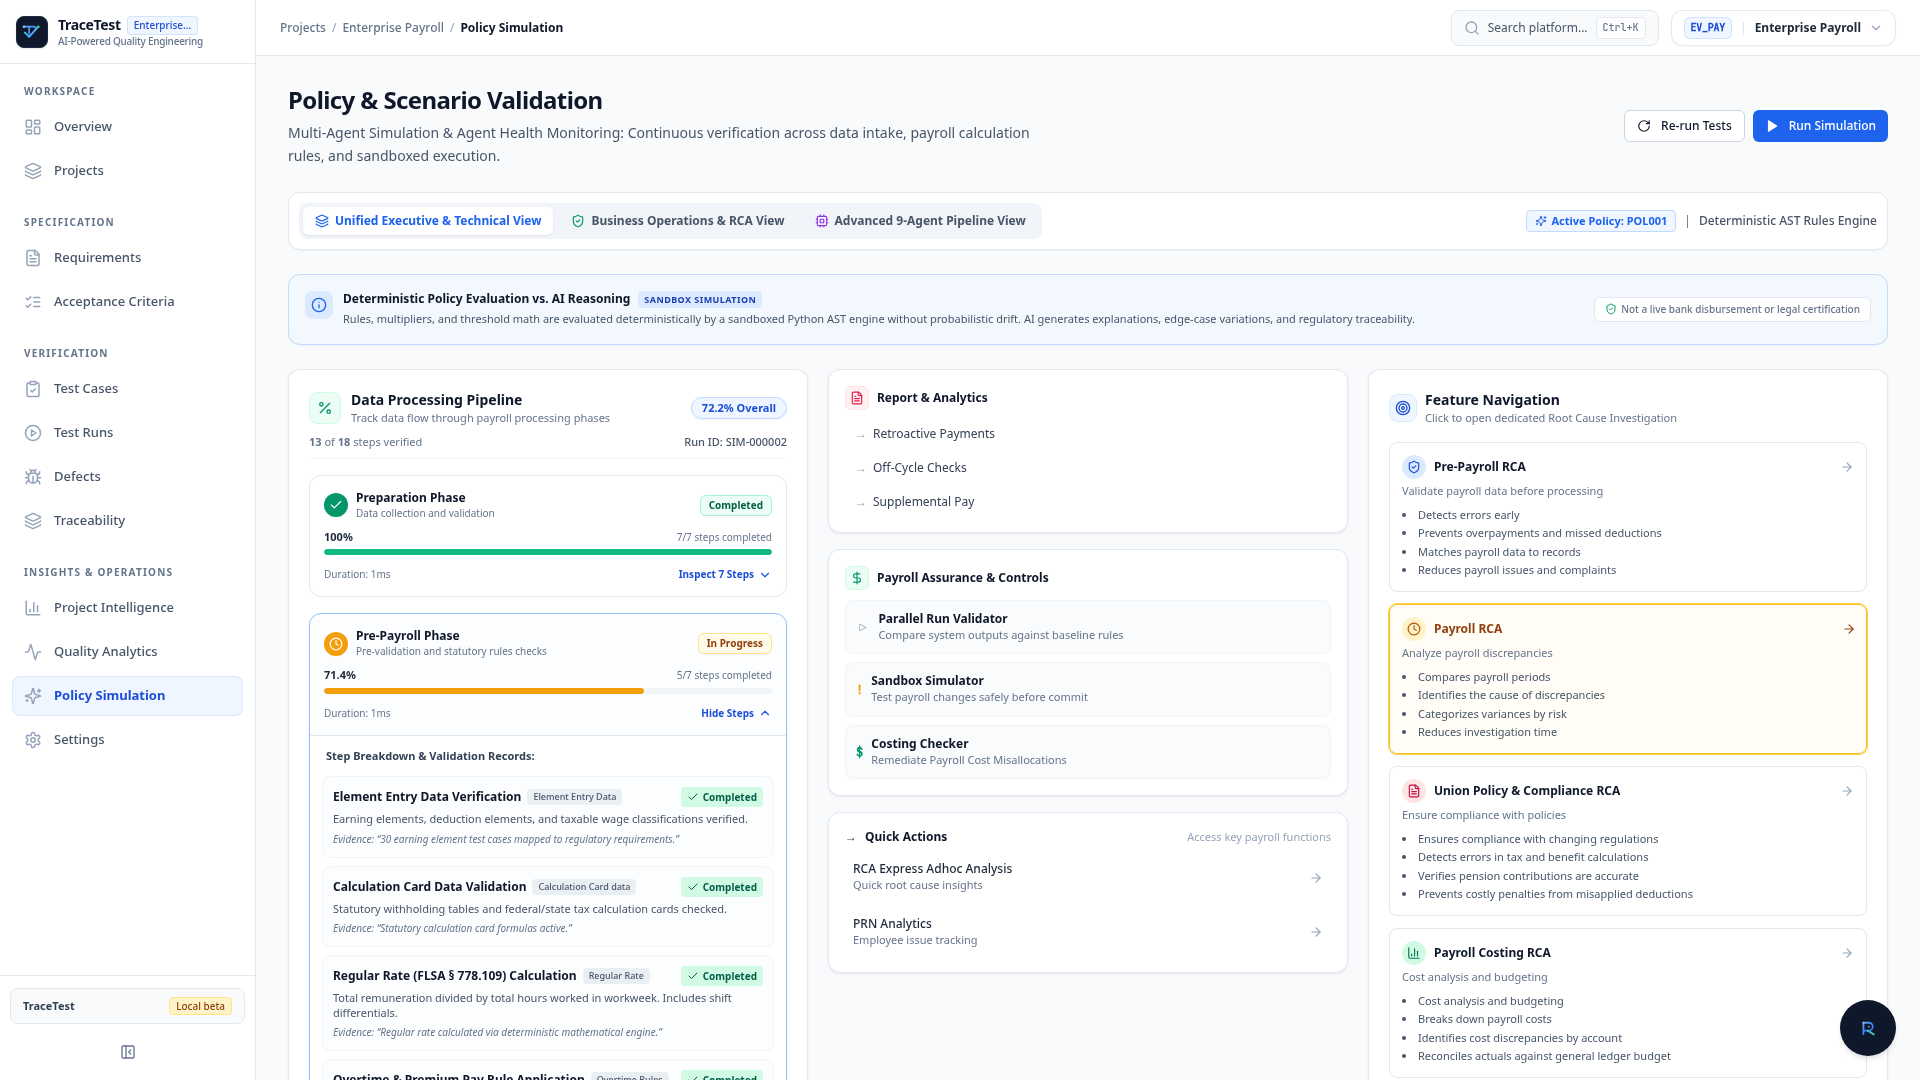 TraceTest Enterprise...
AI-Powered Quality Engineering
WORKSPACE
Overview
Projects
SPECIFICATION
Requirements
Acceptance Criteria
VERIFICATION
Test Cases
Test Runs
Defects
Traceability
INSIGHTS & OPERATIONS
Project Intelligence
Quality Analytics
Policy Simulation
Settings
TraceTest Local beta
Projects / Enterprise Payroll / Policy Simulation
Search platform... Ctrl+K
EV_PAY Enterprise Payroll
Policy & Scenario Validation
Multi-Agent Simulation & Agent Health Monitoring: Continuous verification across data intake, payroll calculation
rules, and sandboxed execution.
Re-run Tests
Run Simulation
Unified Executive & Technical View
Business Operations & RCA View
Advanced 9-Agent Pipeline View
Active Policy: POL001 | Deterministic AST Rules Engine
Deterministic Policy Evaluation vs. AI Reasoning SANDBOX SIMULATION
Rules, multipliers, and threshold math are evaluated deterministically by a sandboxed Python AST engine without probabilistic drift. AI generates explanations, edge-case variations, and regulatory traceability.
Not a live bank disbursement or legal certification
Data Processing Pipeline
Track data flow through payroll processing phases
72.2% Overall
13 of 18 steps verified
Run ID: SIM-000002
Preparation Phase
Data collection and validation
Completed
100%
7/7 steps completed
Duration: 1ms
Inspect 7 Steps
Pre-Payroll Phase
Pre-validation and statutory rules checks
In Progress
71.4%
5/7 steps completed
Duration: 1ms
Hide Steps
Step Breakdown & Validation Records:
Element Entry Data Verification Element Entry Data Completed
Earning elements, deduction elements, and taxable wage classifications verified.
Evidence: "30 earning element test cases mapped to regulatory requirements."
Calculation Card Data Validation Calculation Card data Completed
Statutory withholding tables and federal/state tax calculation cards checked.
Evidence: "Statutory calculation card formulas active."
Regular Rate (FLSA § 778.109) Calculation Regular Rate Completed
Total remuneration divided by total hours worked in workweek. Includes shift
differentials.
Evidence: "Regular rate calculated via deterministic mathematical engine."
Overtime & Premium Pay Rule Application Overtime Rules Completed
Report & Analytics
→ Retroactive Payments
→ Off-Cycle Checks
→ Supplemental Pay
$ Payroll Assurance & Controls
▷ Parallel Run Validator
Compare system outputs against baseline rules
! Sandbox Simulator
Test payroll changes safely before commit
$ Costing Checker
Remediate Payroll Cost Misallocations
→ Quick Actions
Access key payroll functions
RCA Express Adhoc Analysis
Quick root cause insights
PRN Analytics
Employee issue tracking
Feature Navigation
Click to open dedicated Root Cause Investigation
Pre-Payroll RCA
Validate payroll data before processing
• Detects errors early
• Prevents overpayments and missed deductions
• Matches payroll data to records
• Reduces payroll issues and complaints
Payroll RCA
Analyze payroll discrepancies
• Compares payroll periods
• Identifies the cause of discrepancies
• Categorizes variances by risk
• Reduces investigation time
Union Policy & Compliance RCA
Ensure compliance with policies
• Ensures compliance with changing regulations
• Detects errors in tax and benefit calculations
• Verifies pension contributions are accurate
• Prevents costly penalties from misapplied deductions
Payroll Costing RCA
Cost analysis and budgeting
• Cost analysis and budgeting
• Breaks down payroll costs
• Identifies cost discrepancies by account
• Reconciles actuals against general ledger budget